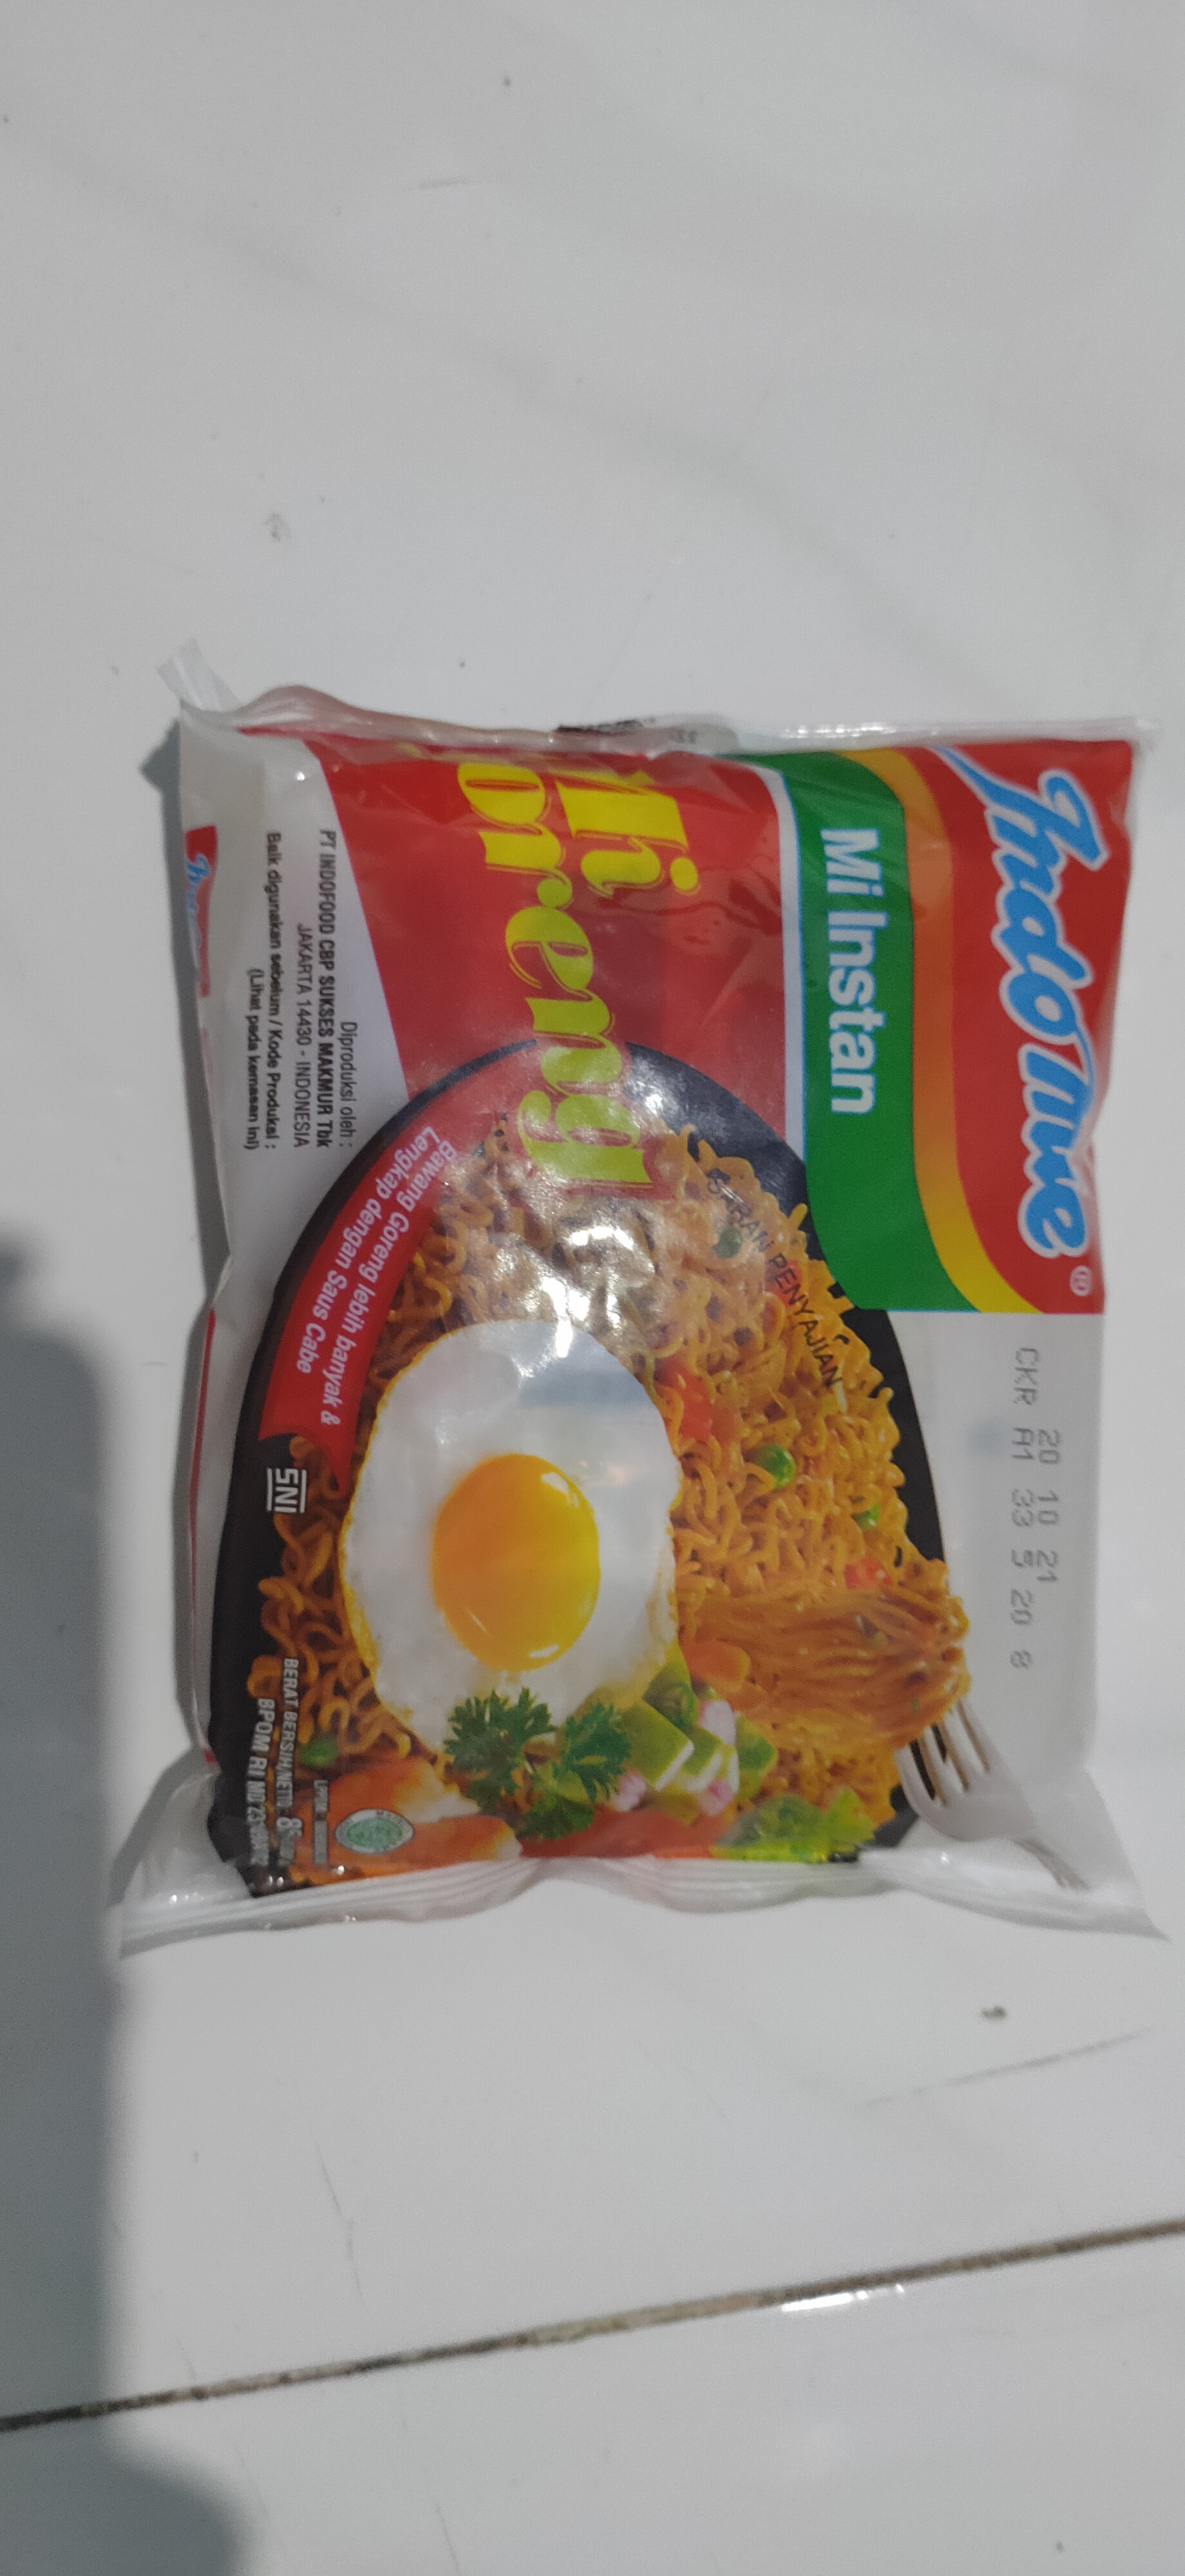 Indomie®
Mi Instan
Mi
Goreng
20 10 21
CKR A1 33 5 20 8
SARAN PENYAJIAN
Bawang Goreng lebih banyak &
Lengkap dengan Saus Cabe
Diproduksi oleh :
PT INDOFOOD CBP SUKSES MAKMUR Tbk
JAKARTA 14430 - INDONESIA
Baik digunakan sebelum / Kode Produksi :
(Lihat pada kemasan ini)
SNI
BERAT BERSIH/NETTO 85
BPOM RI MD